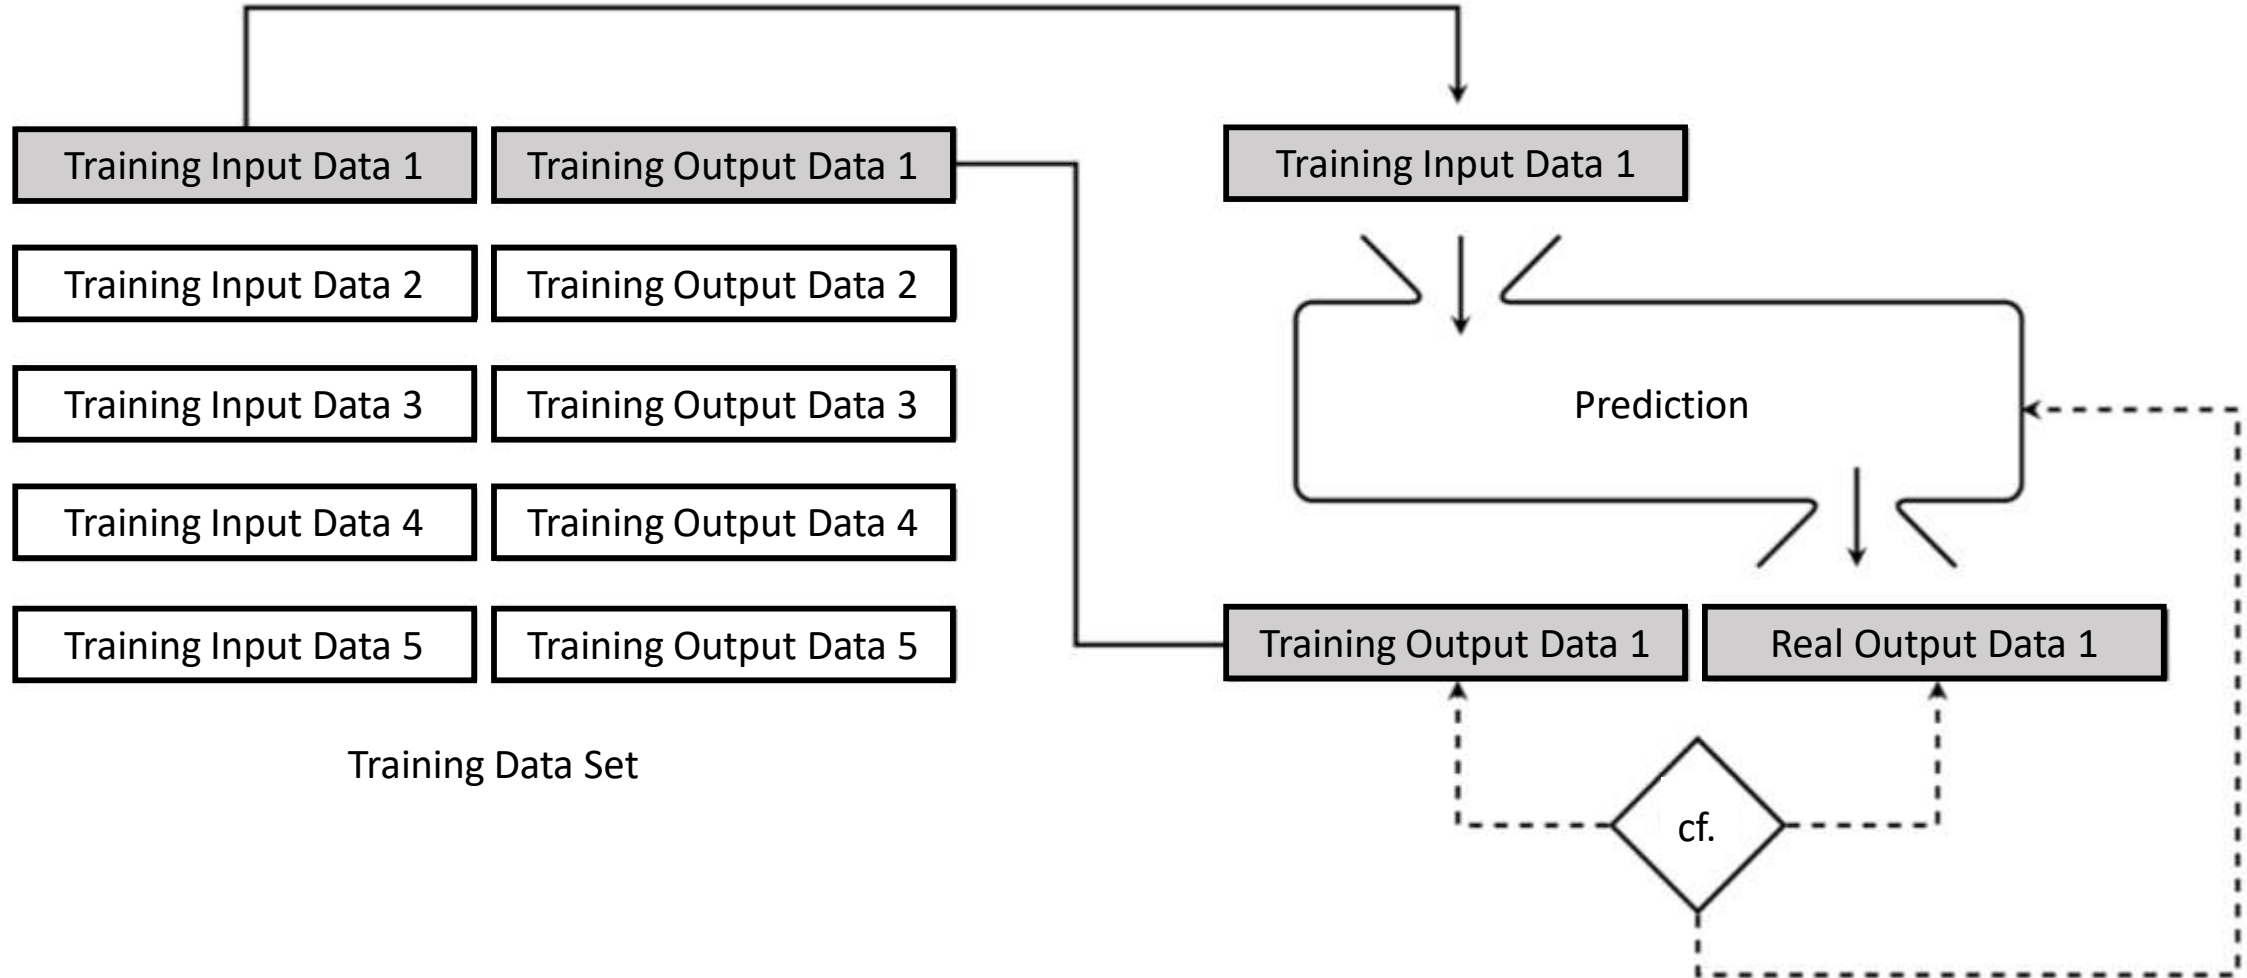 Training Input Data 1
Training Output Data 1
Training Input Data 2
Training Output Data 2
Training Input Data 3
Training Output Data 3
Training Input Data 4
Training Output Data 4
Training Input Data 5
Training Output Data 5
Training Data Set
Training Input Data 1
Prediction
Training Output Data 1
Real Output Data 1
cf.